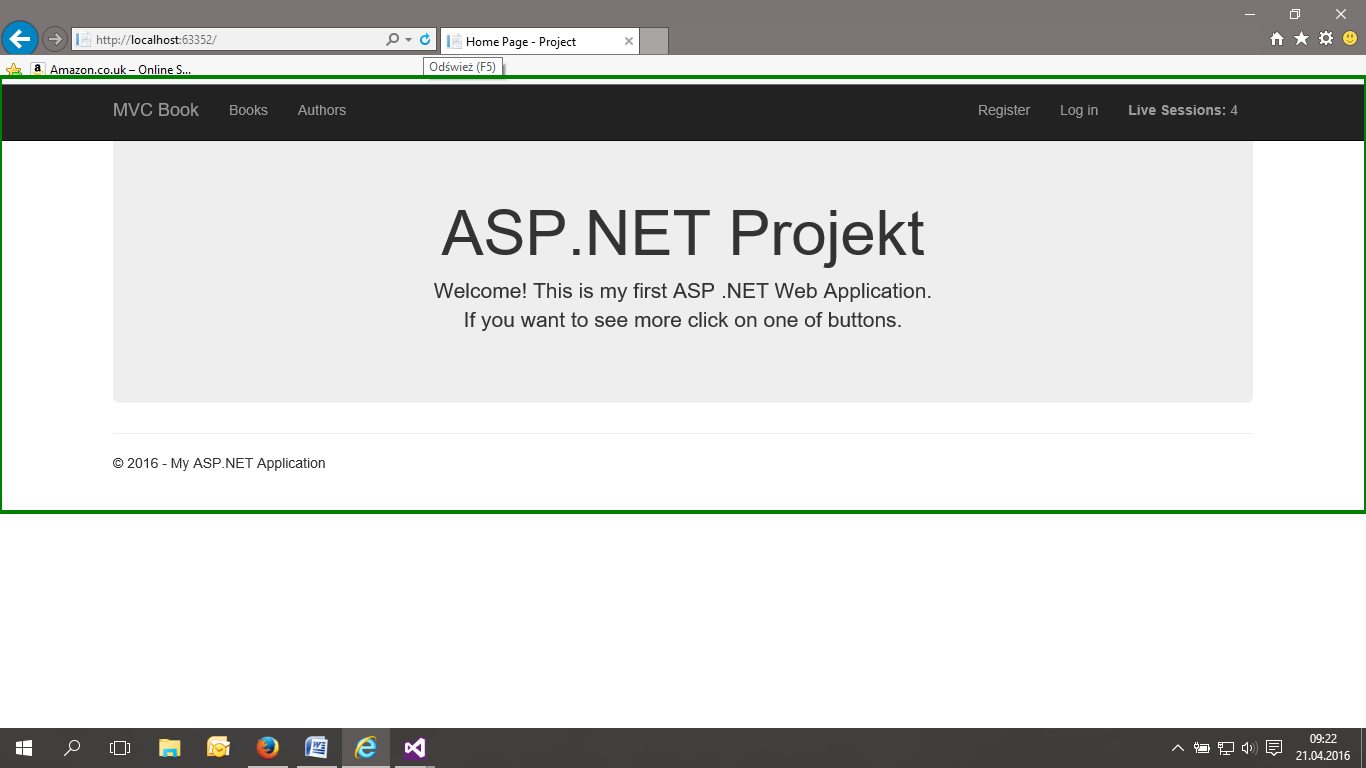 http://localhost:63352/
Home Page - Project
Amazon.co.uk – Online S...
Odśwież (F5)
MVC Book Books Authors Register Log in Live Sessions: 4
ASP.NET Projekt
Welcome! This is my first ASP .NET Web Application.
If you want to see more click on one of buttons.
© 2016 - My ASP.NET Application
09:22
21.04.2016